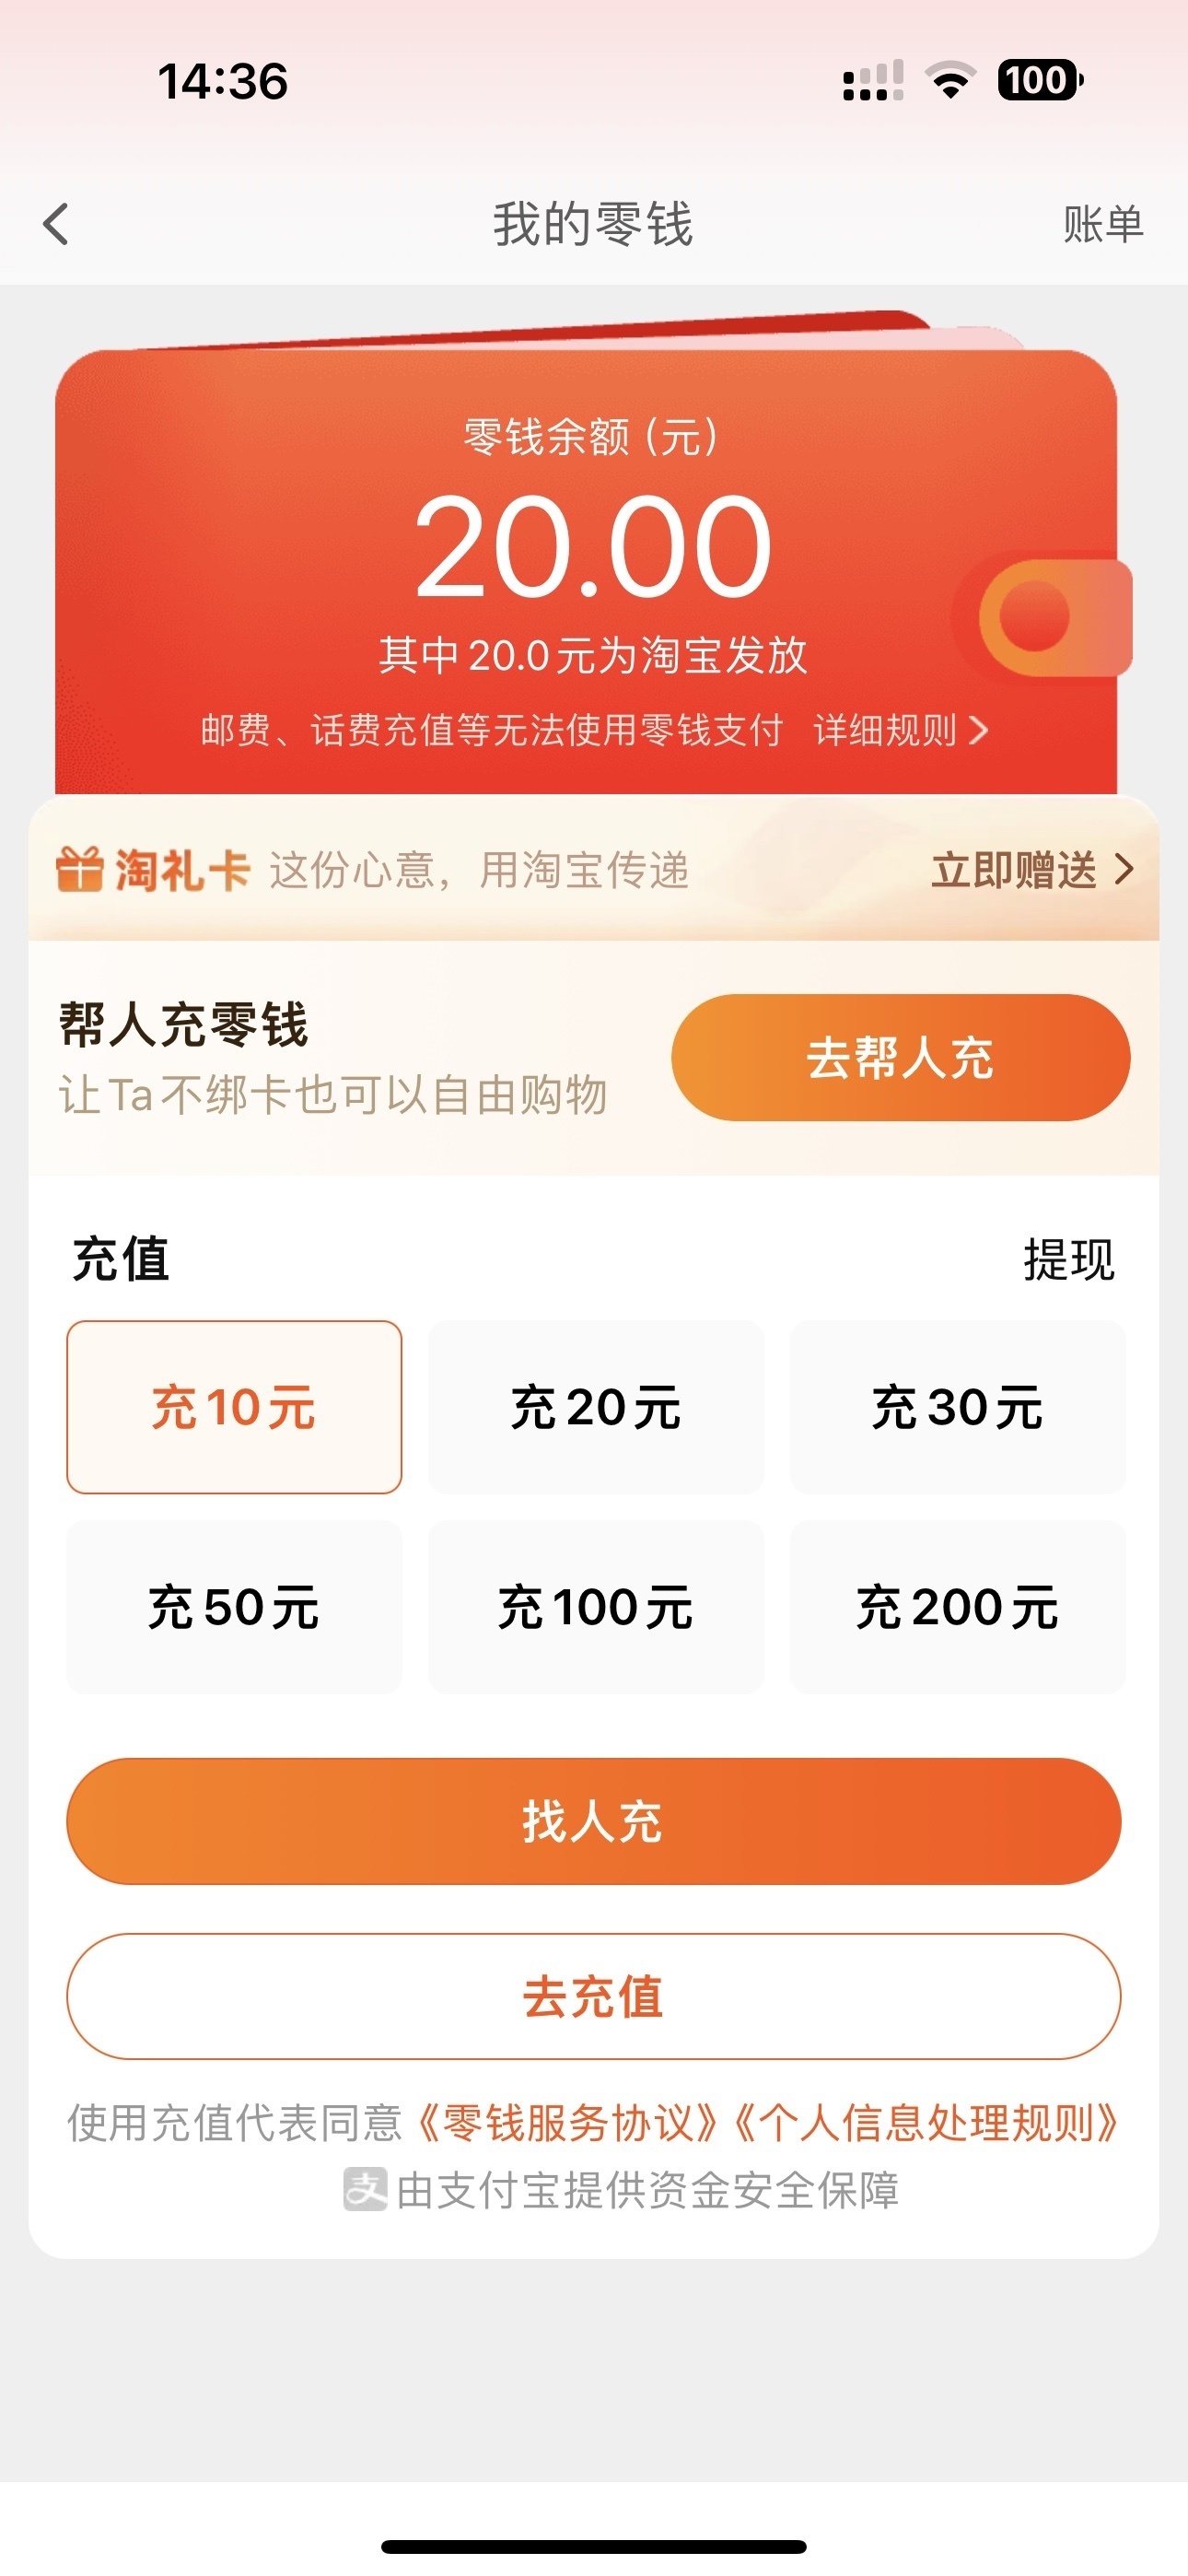 14:36
100
我的零钱
账单
零钱余额 (元)
20.00
其中20.0元为淘宝发放
邮费、话费充值等无法使用零钱支付 详细规则
淘礼卡 这份心意，用淘宝传递
立即赠送
帮人充零钱
让Ta不绑卡也可以自由购物
去帮人充
充值
提现
充10元
充20元
充30元
充50元
充100元
充200元
找人充
去充值
使用充值代表同意《零钱服务协议》《个人信息处理规则》
支 由支付宝提供资金安全保障